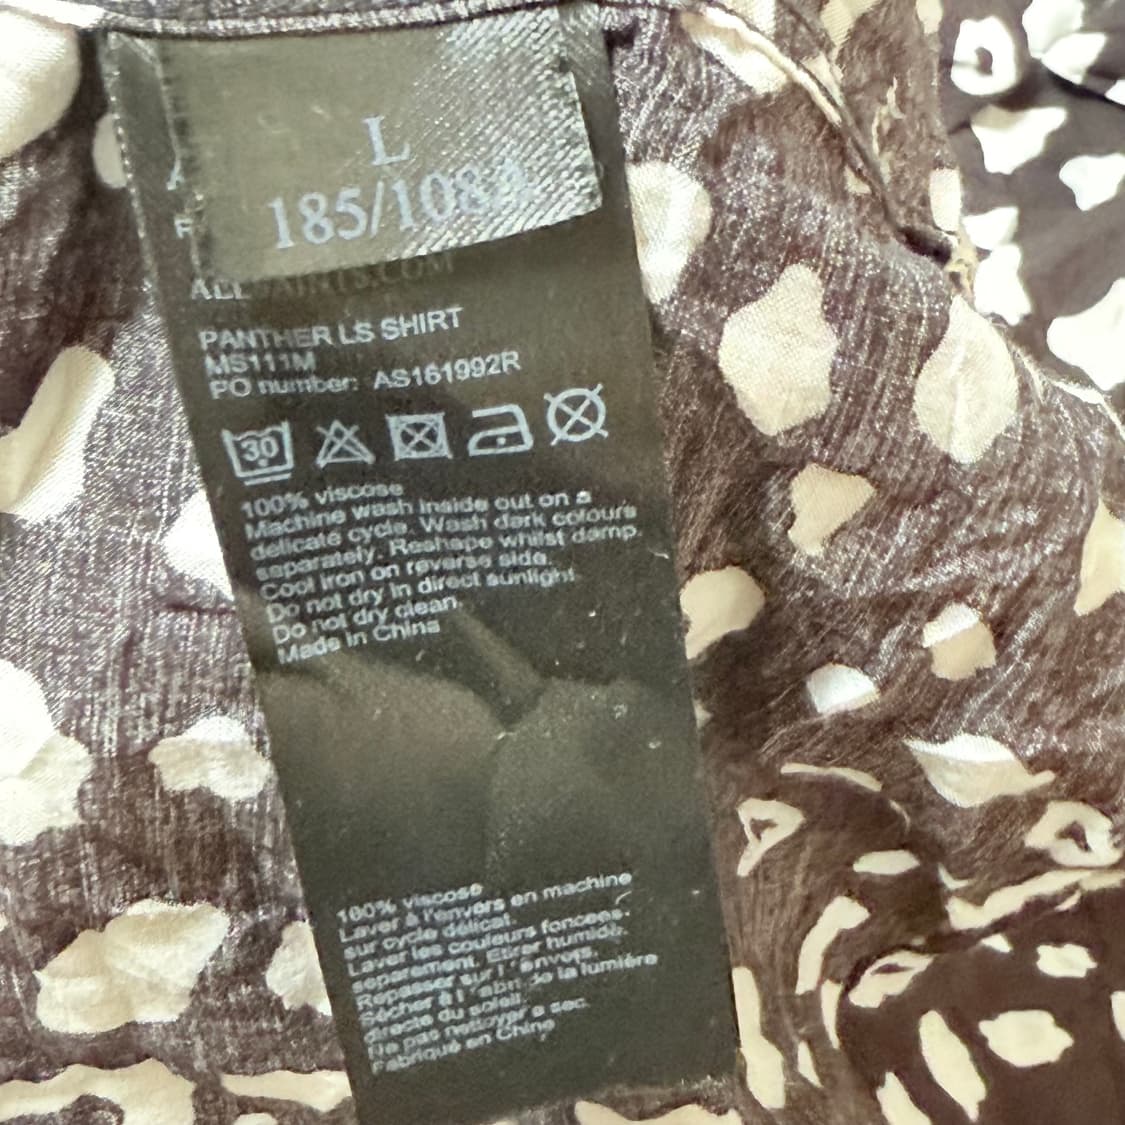 L
185/108A
ALLSAINTS.COM
PANTHER LS SHIRT
MS111M
PO number: AS161992R
30
100% viscose
Machine wash inside out on a
delicate cycle. Wash dark colours
separately. Reshape whilst damp.
Cool iron on reverse side.
Do not dry in direct sunlight.
Do not dry clean.
Made in China
100% viscose
Laver à l'envers en machine
sur cycle délicat.
Laver les couleurs foncees
separement. Etirer humide.
Repasser sur l'envers.
Sécher à l'abri de la lumière
directe du soleil.
Ne pas nettoyer a sec.
Fabriqué en Chine